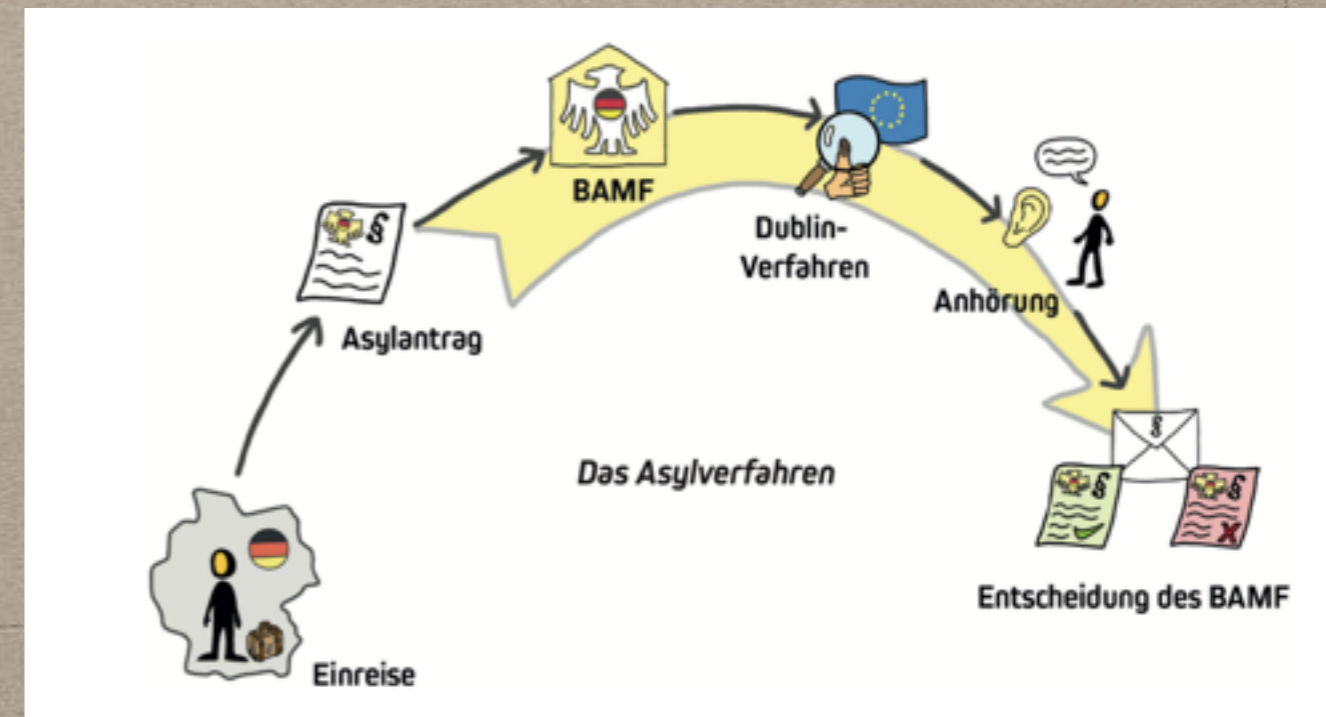 Einreise
Asylantrag
BAMF
Dublin-
Verfahren
Anhörung
Entscheidung des BAMF
Das Asylverfahren